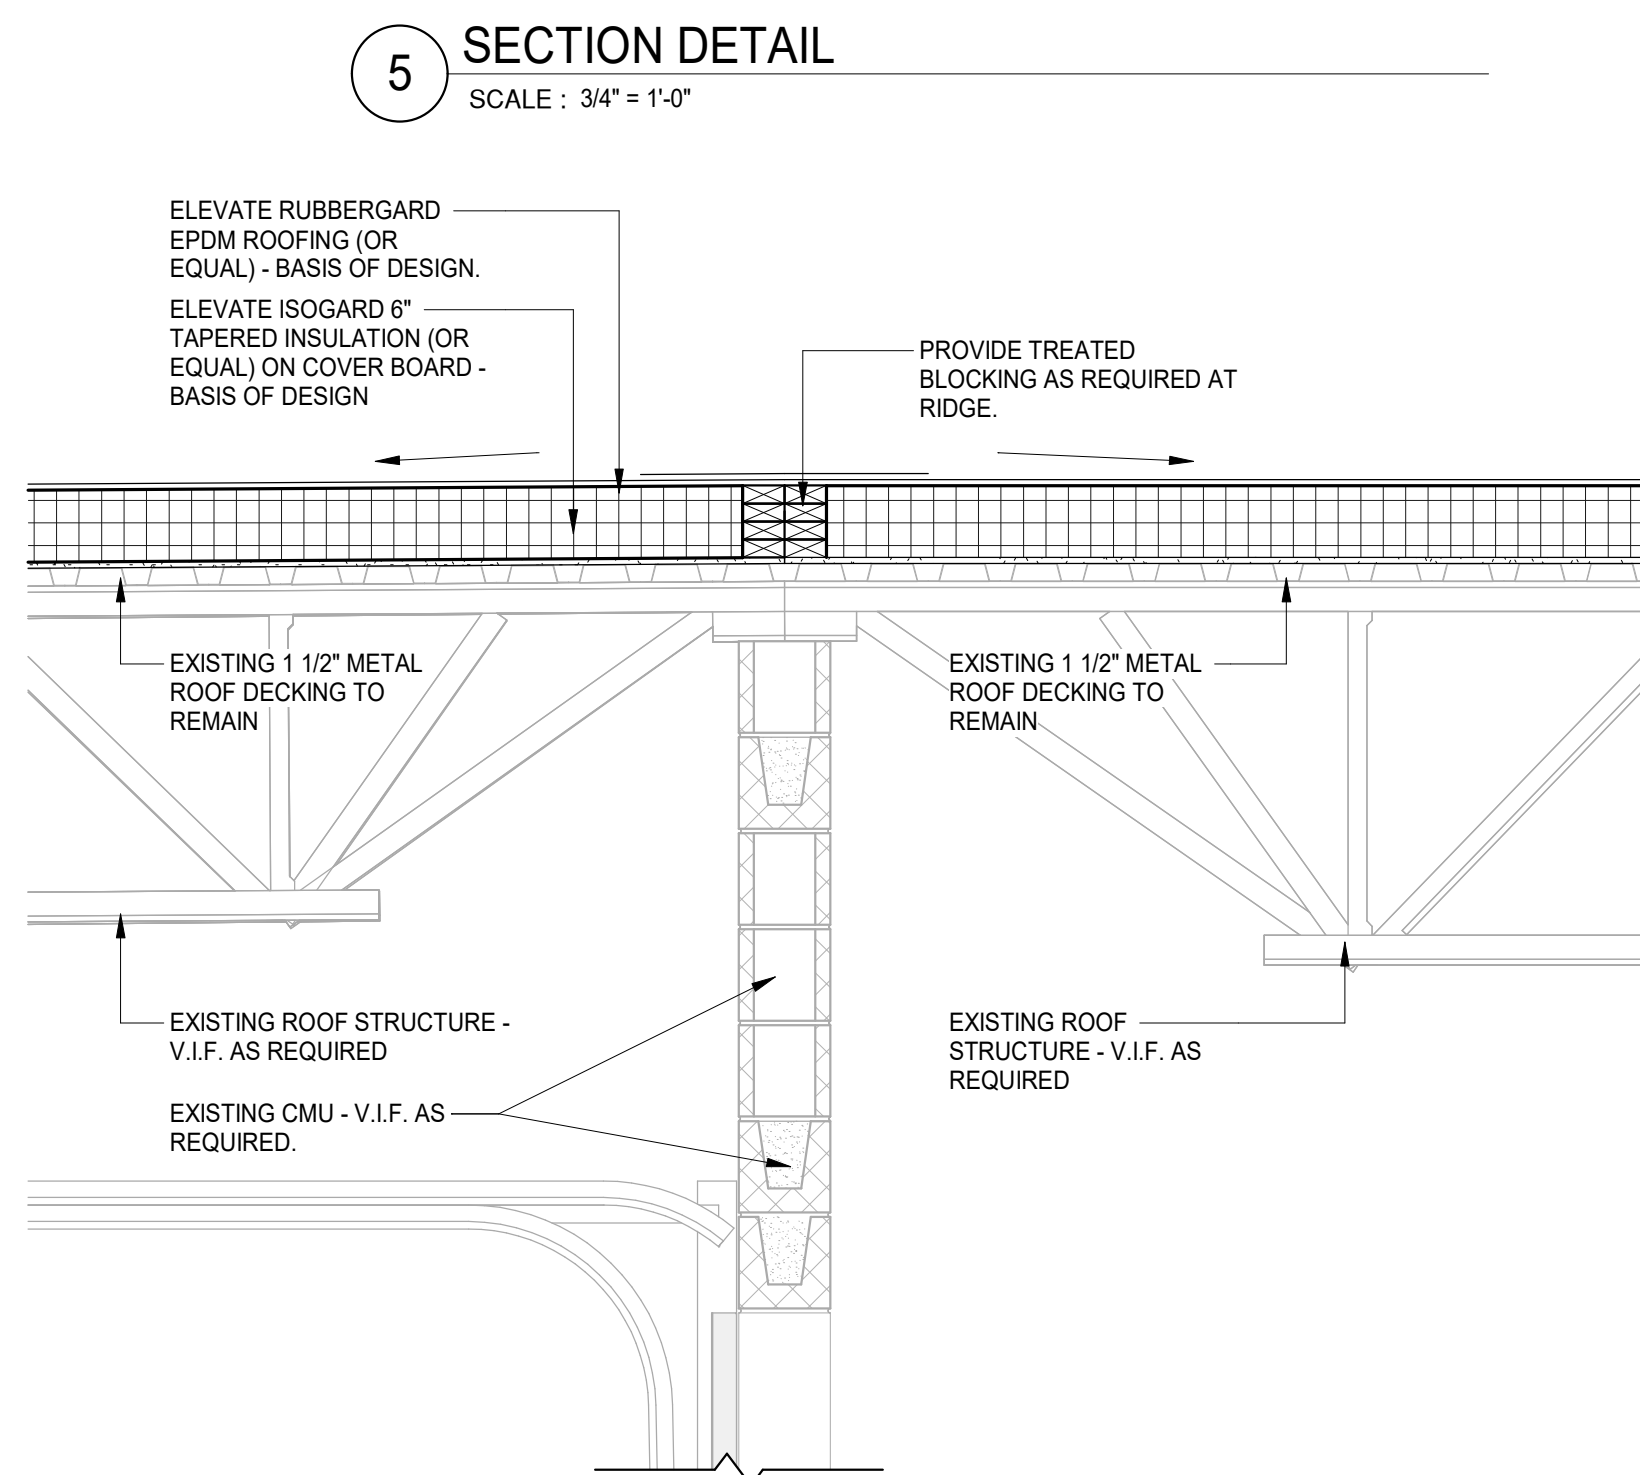 5
SECTION DETAIL
SCALE : 3/4" = 1'-0"
ELEVATE RUBBERGARD
EPDM ROOFING (OR
EQUAL) - BASIS OF DESIGN.
ELEVATE ISOGARD 6"
TAPERED INSULATION (OR
EQUAL) ON COVER BOARD -
BASIS OF DESIGN
PROVIDE TREATED
BLOCKING AS REQUIRED AT
RIDGE.
EXISTING 1 1/2" METAL
ROOF DECKING TO
REMAIN
EXISTING 1 1/2" METAL
ROOF DECKING TO
REMAIN
EXISTING ROOF STRUCTURE -
V.I.F. AS REQUIRED
EXISTING ROOF
STRUCTURE - V.I.F. AS
REQUIRED
EXISTING CMU - V.I.F. AS
REQUIRED.